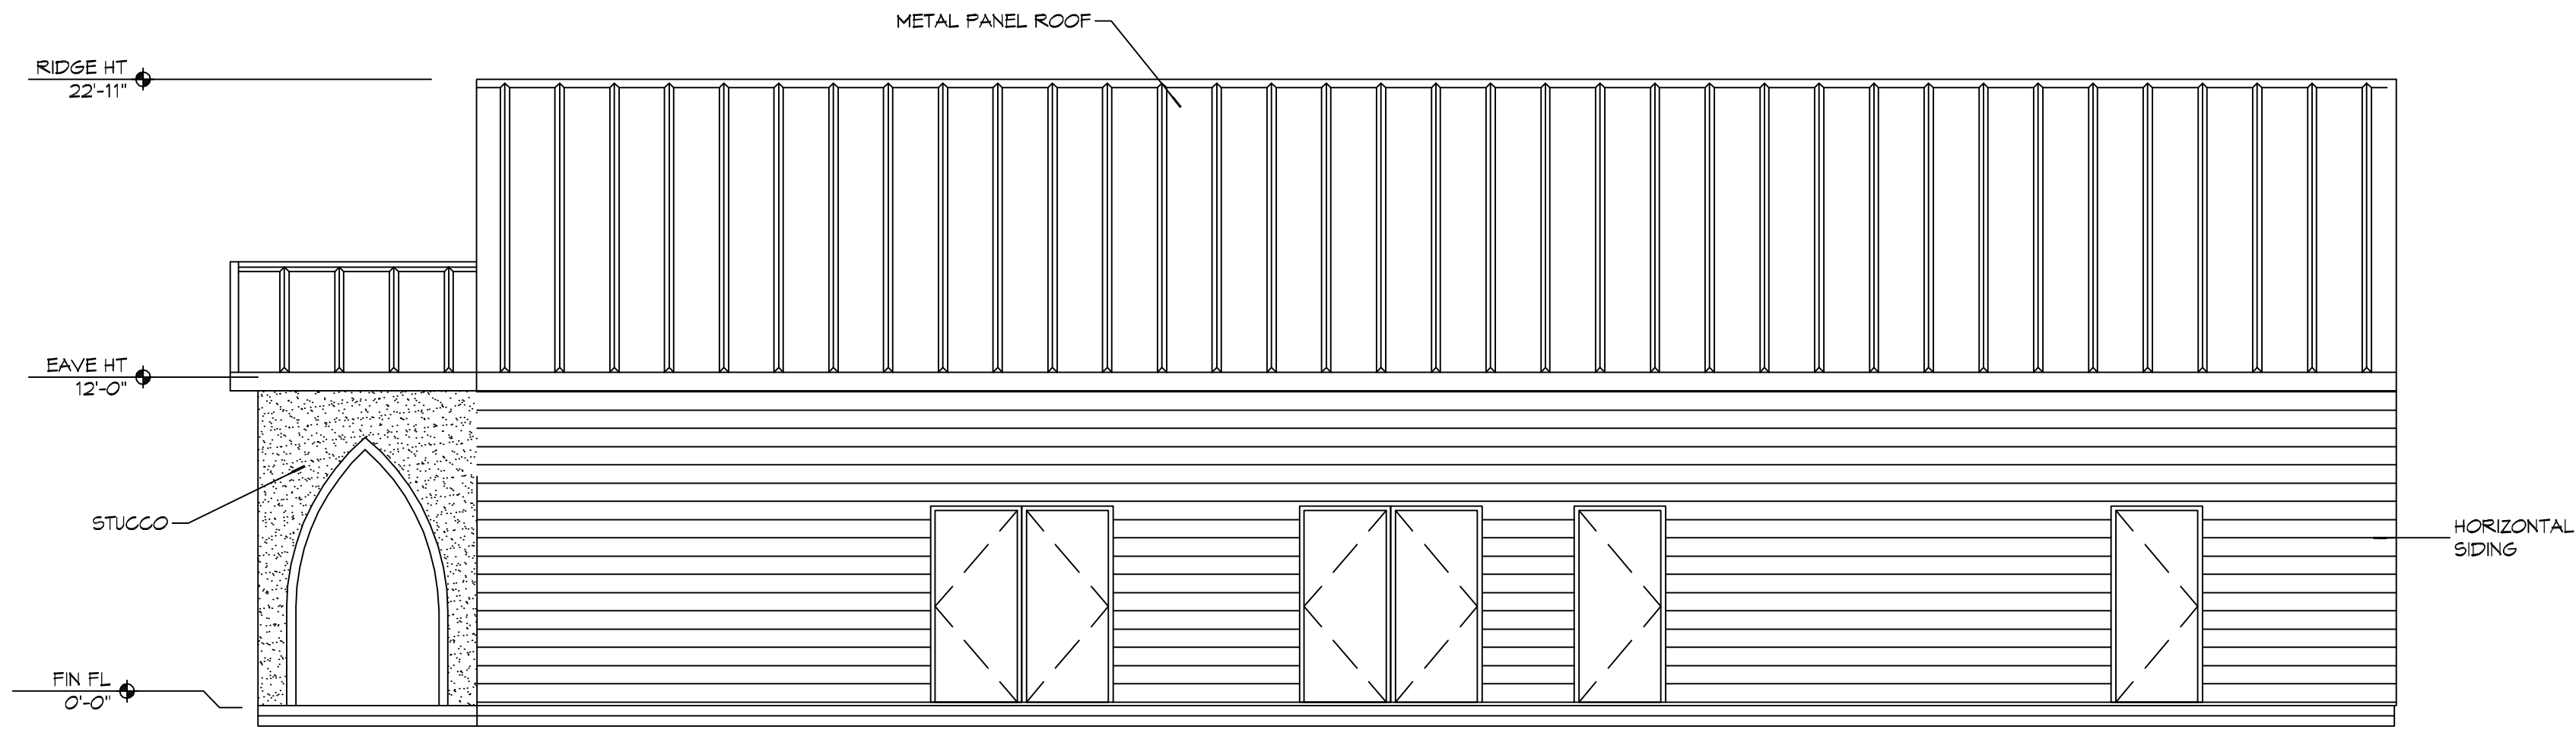 METAL PANEL ROOF
RIDGE HT
22'-11"
EAVE HT
12'-0"
STUCCO
HORIZONTAL
SIDING
FIN FL
0'-0"